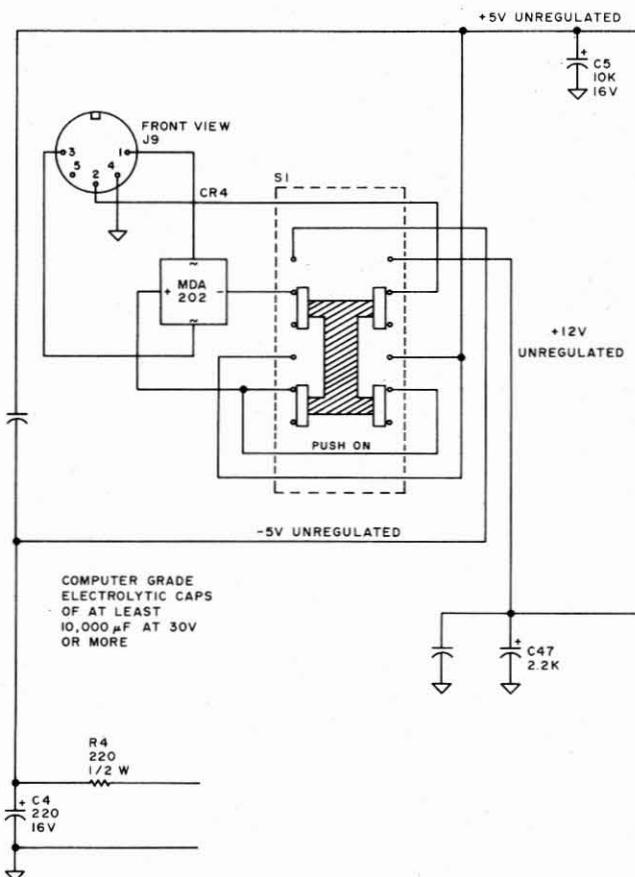 +5V UNREGULATED
+
C5
10K
16V
FRONT VIEW
J9
3
1
5
2
4
CR4
S1
~
MDA
202
+
-
~
+12V
UNREGULATED
PUSH ON
-5V UNREGULATED
COMPUTER GRADE
ELECTROLYTIC CAPS
OF AT LEAST
10,000 µF AT 30V
OR MORE
+
C47
2.2K
R4
220
1/2 W
+
C4
220
16V